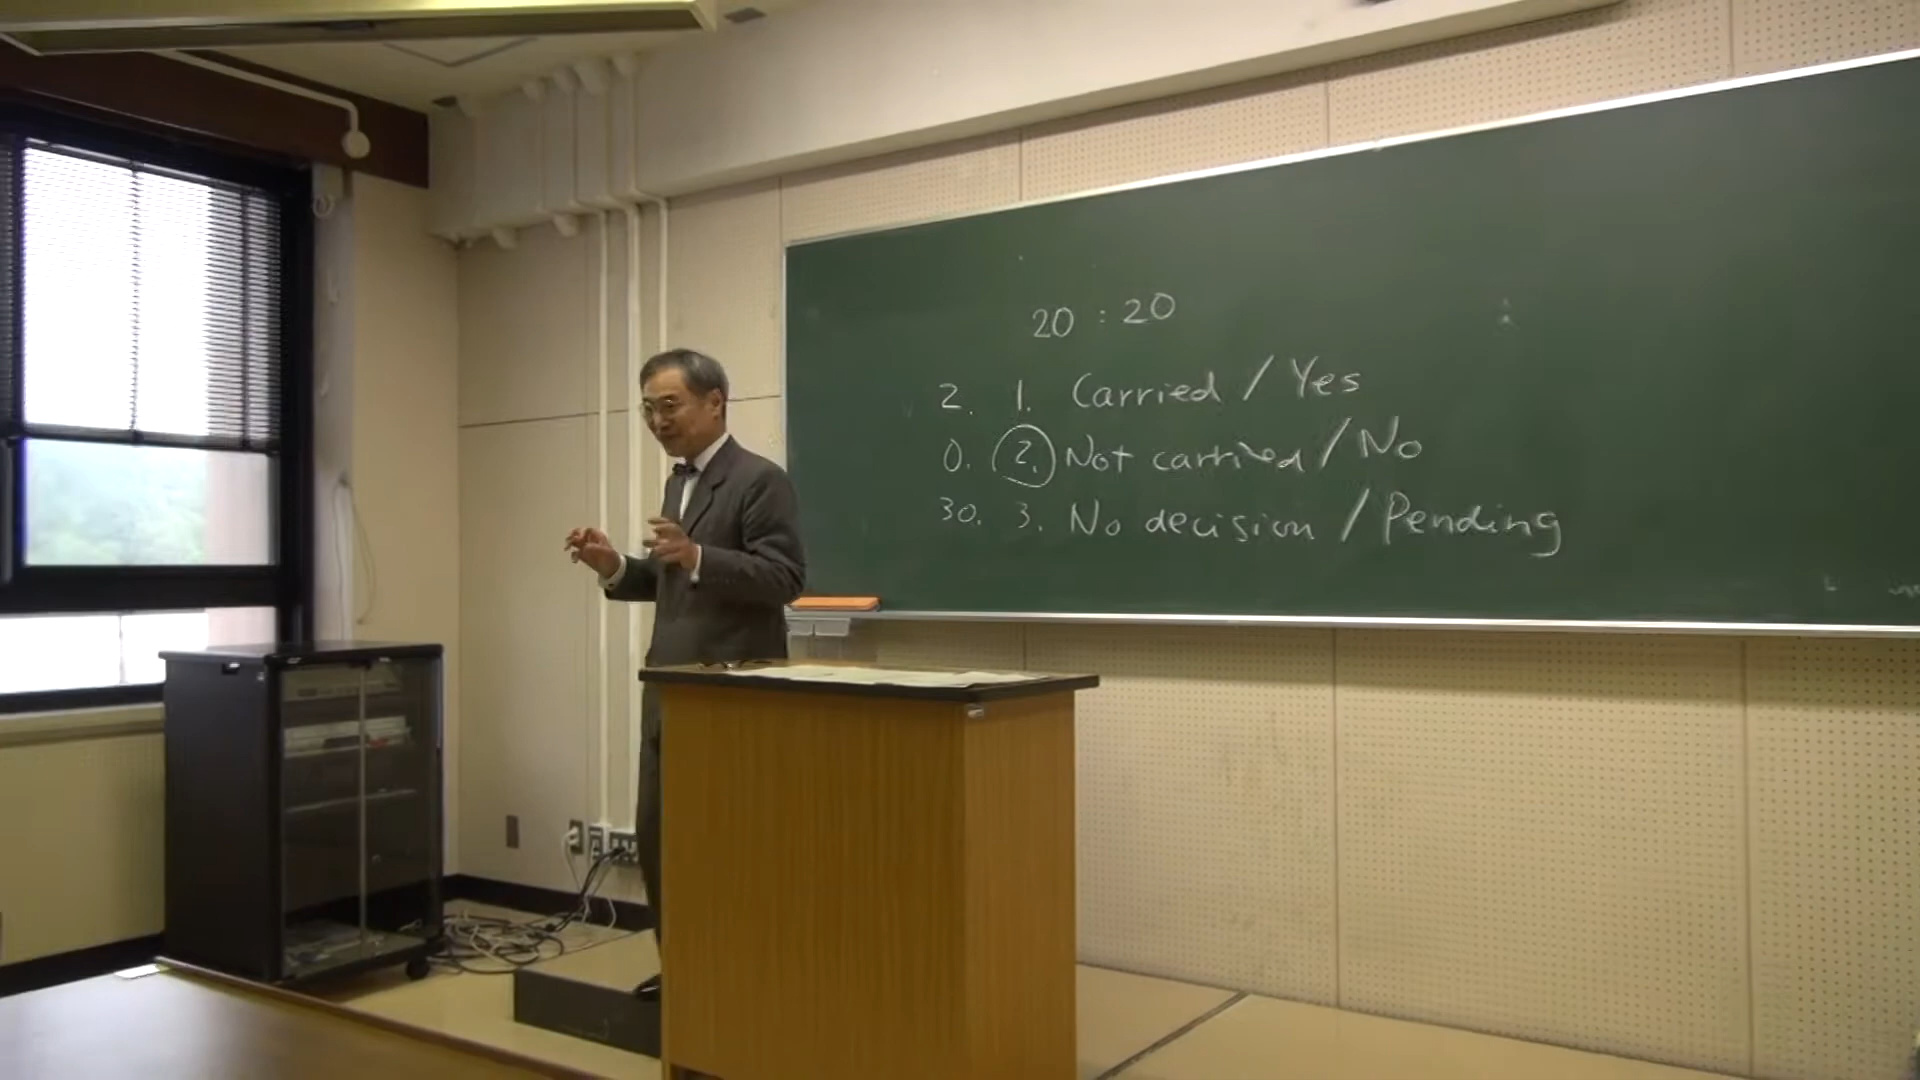 20 : 20
2. 1. Carried / Yes
0. 2. Not carried / No
30. 3. No decision / Pending